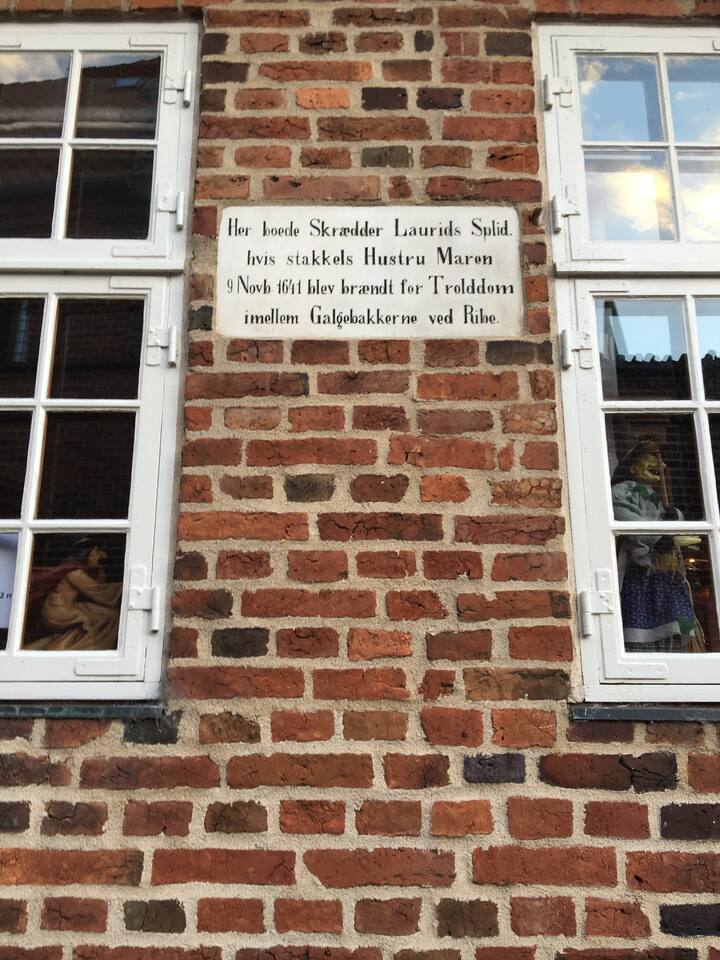 Her boede Skrædder Laurids Splid.
hvis stakkels Hustru Maren
9 Novb. 1641 blev brændt for Trolddom
imellem Galgebakkerne ved Ribe.